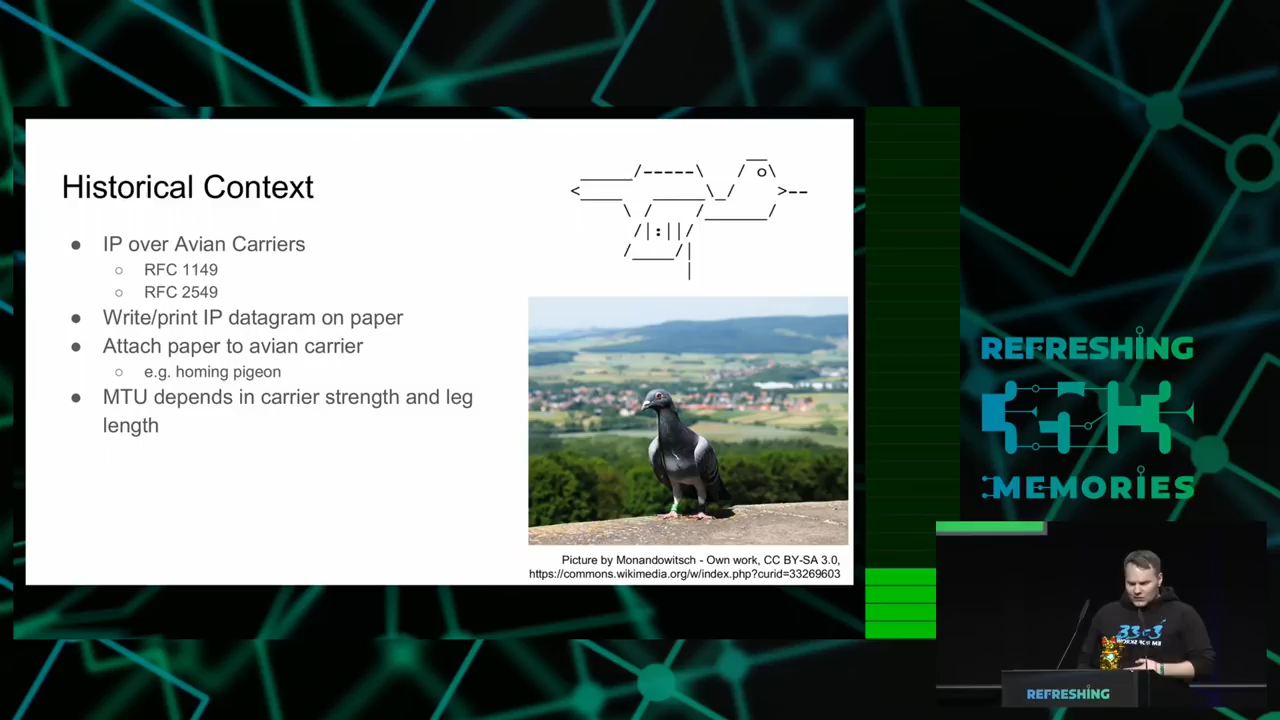 Historical Context
IP over Avian Carriers
RFC 1149
RFC 2549
Write/print IP datagram on paper
Attach paper to avian carrier
e.g. homing pigeon
MTU depends in carrier strength and leg
length
Picture by Monandowitsch - Own work, CC BY-SA 3.0,
https://commons.wikimedia.org/w/index.php?curid=33269603
REFRESHING
MEMORIES
REFRESHING